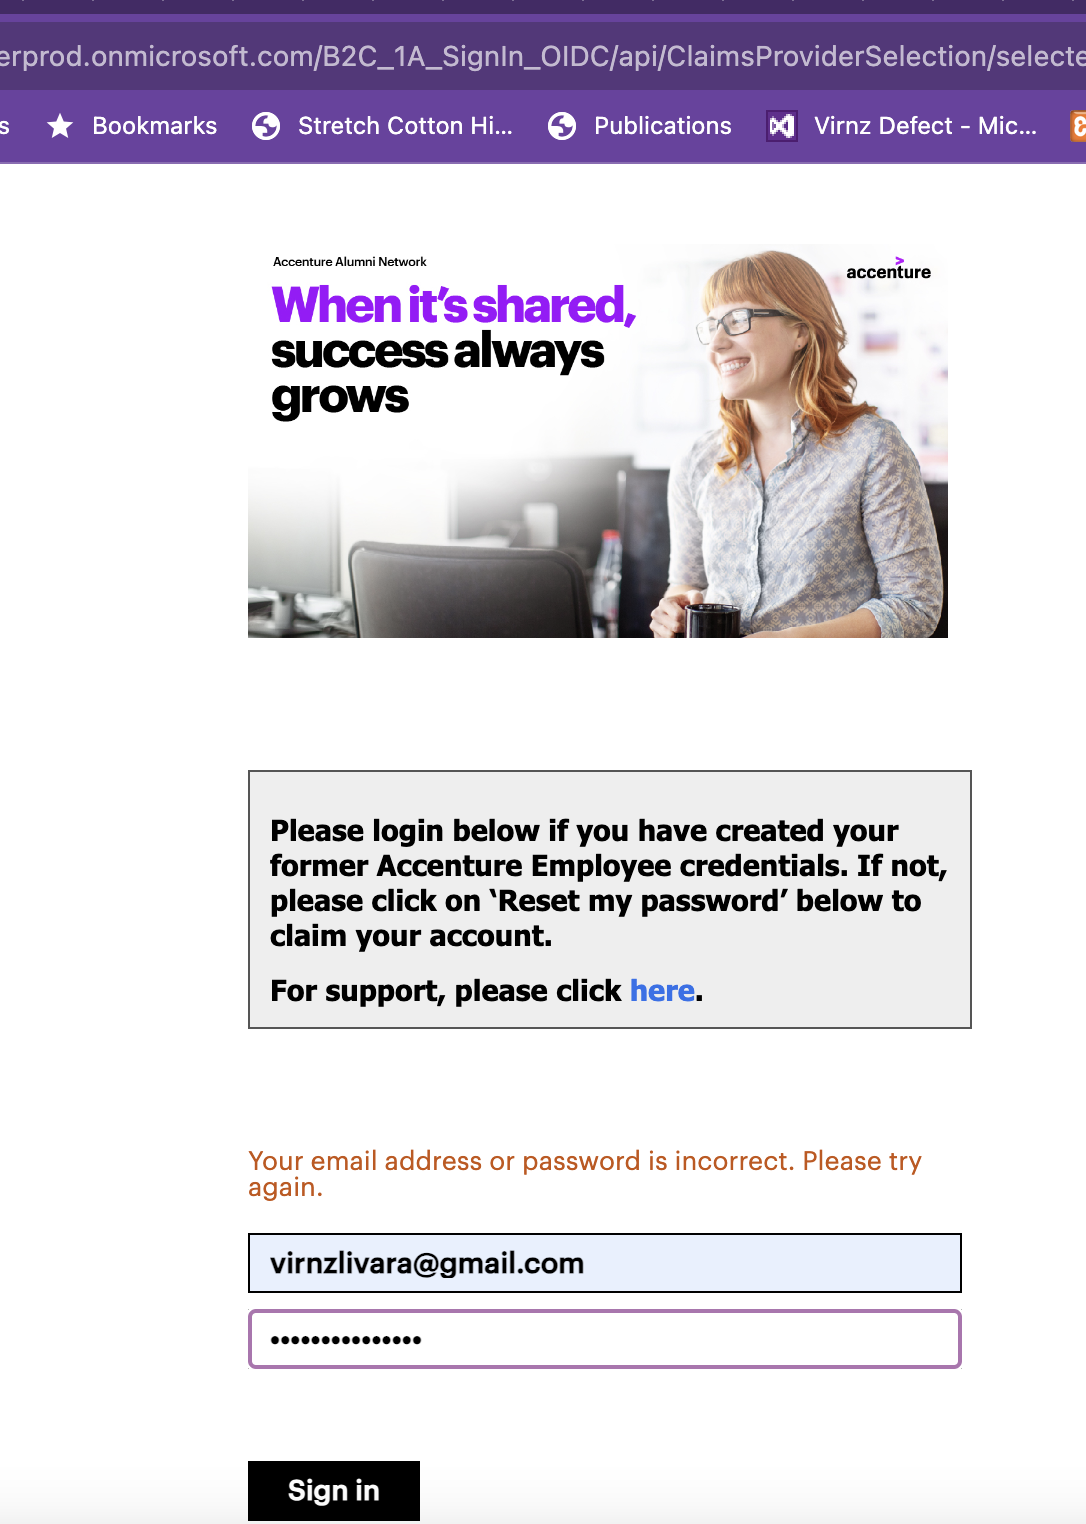 erprod.onmicrosoft.com/B2C_1A_SignIn_OIDC/api/ClaimsProviderSelection/selecte
s Bookmarks Stretch Cotton Hi... Publications Virnz Defect - Mic...
Accenture Alumni Network
accenture
When it's shared,
success always
grows
Please login below if you have created your
former Accenture Employee credentials. If not,
please click on ‘Reset my password’ below to
claim your account.
For support, please click here.
Your email address or password is incorrect. Please try
again.
virnzlivara@gmail.com
•••••••••••••••
Sign in